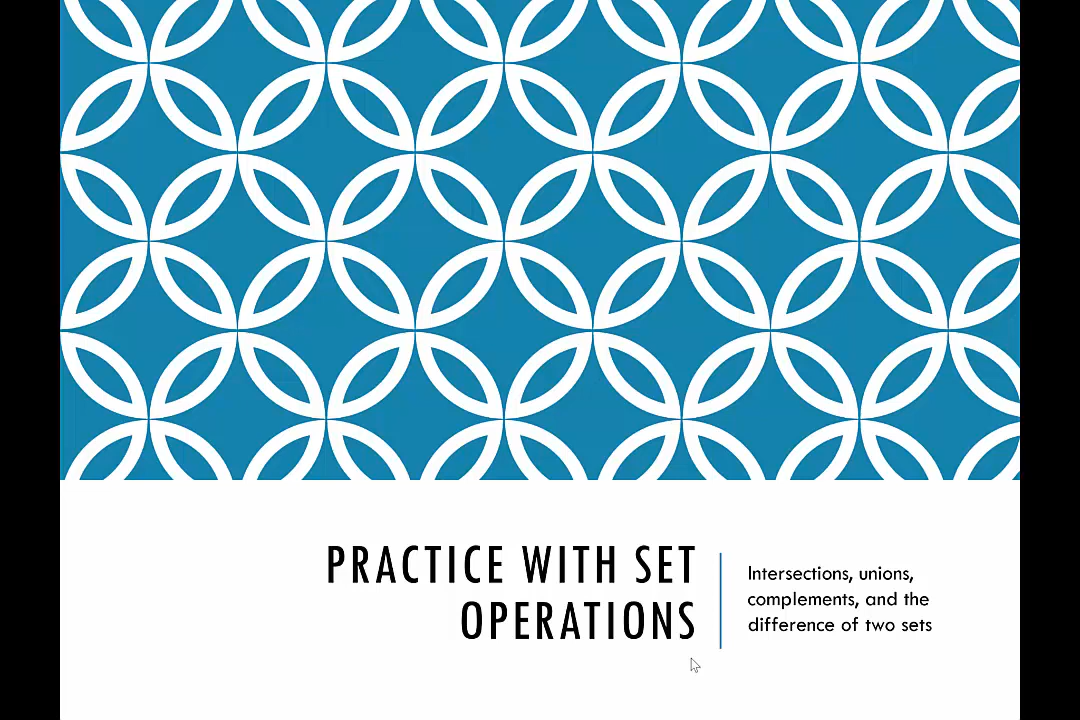 PRACTICE WITH SET
OPERATIONS
Intersections, unions,
complements, and the
difference of two sets